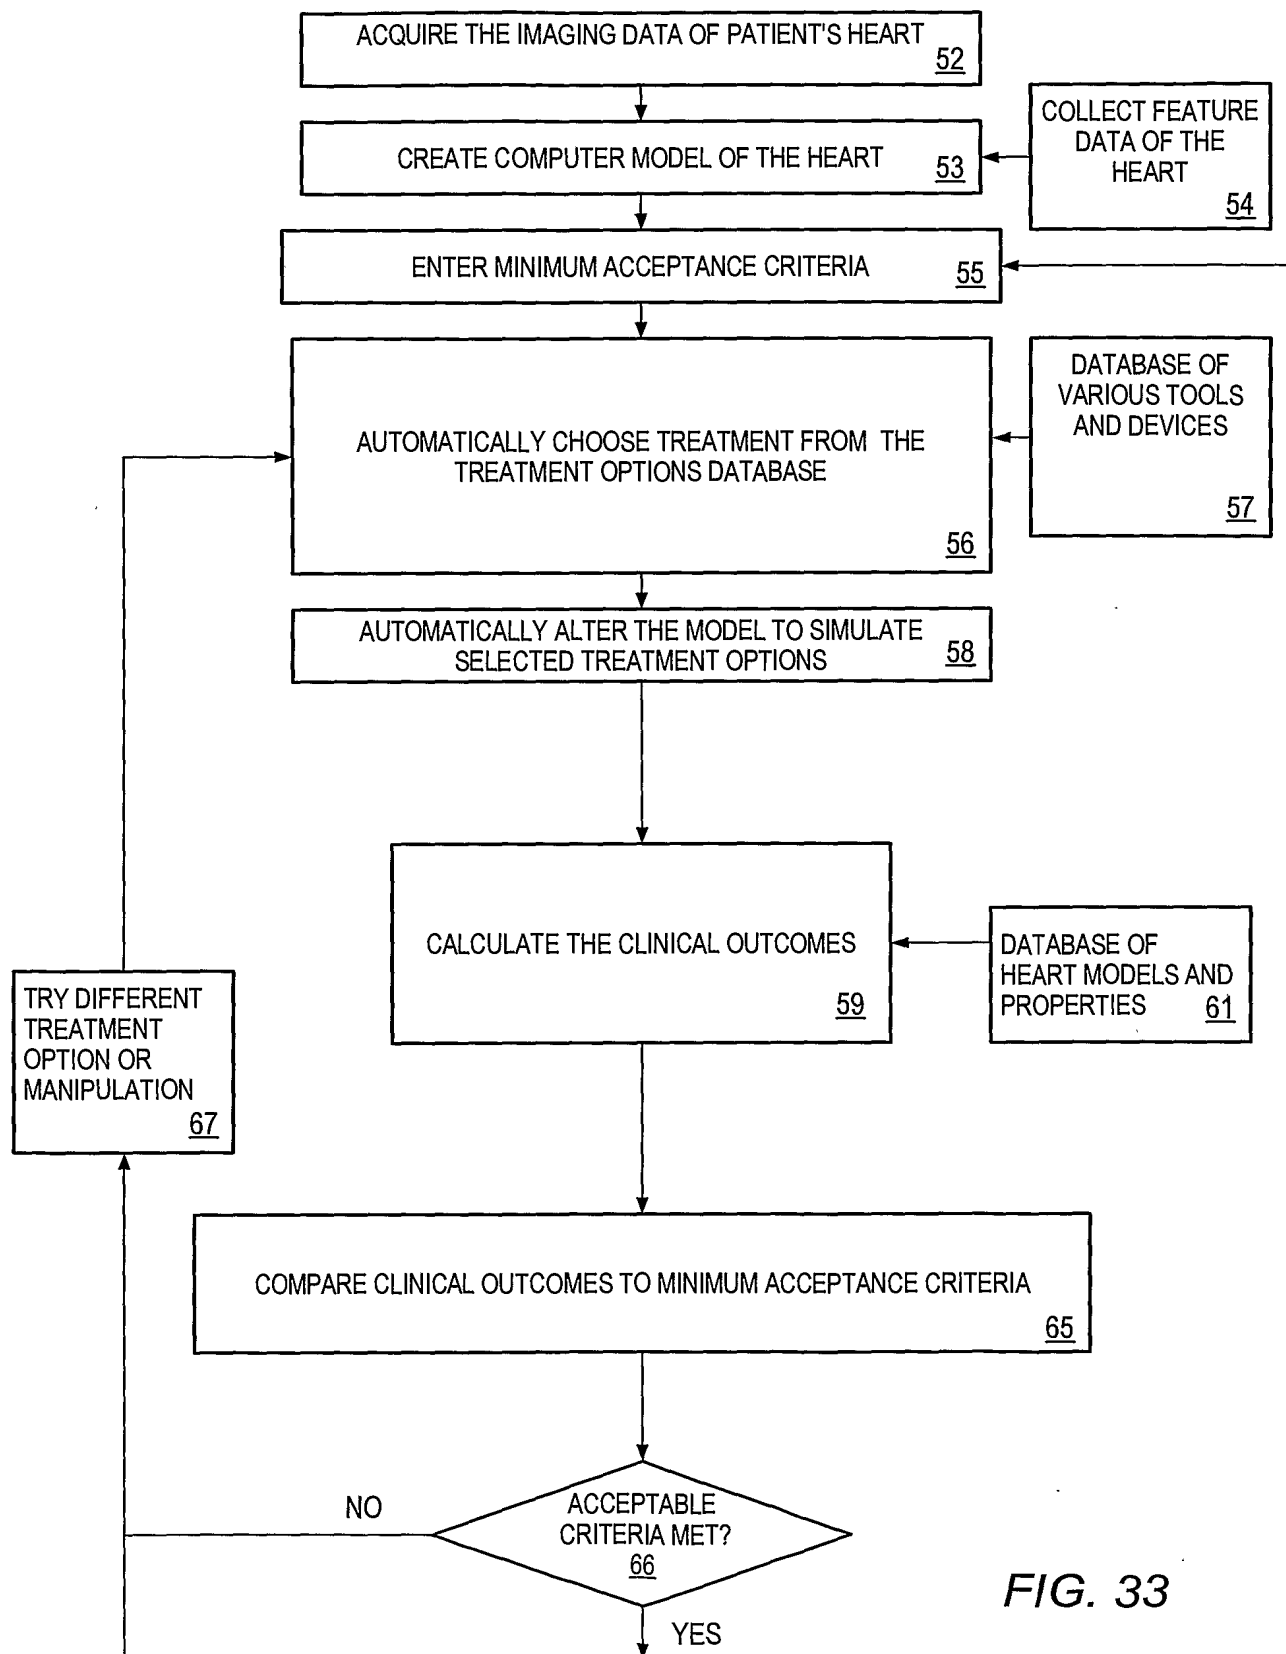 ACQUIRE THE IMAGING DATA OF PATIENT'S HEART
52
CREATE COMPUTER MODEL OF THE HEART
53
COLLECT FEATURE
DATA OF THE
HEART
54
ENTER MINIMUM ACCEPTANCE CRITERIA
55
AUTOMATICALLY CHOOSE TREATMENT FROM THE
TREATMENT OPTIONS DATABASE
56
DATABASE OF
VARIOUS TOOLS
AND DEVICES
57
AUTOMATICALLY ALTER THE MODEL TO SIMULATE
SELECTED TREATMENT OPTIONS
58
CALCULATE THE CLINICAL OUTCOMES
59
DATABASE OF
HEART MODELS AND
PROPERTIES 61
TRY DIFFERENT
TREATMENT
OPTION OR
MANIPULATION
67
COMPARE CLINICAL OUTCOMES TO MINIMUM ACCEPTANCE CRITERIA
65
NO
ACCEPTABLE
CRITERIA MET?
66
YES
FIG. 33